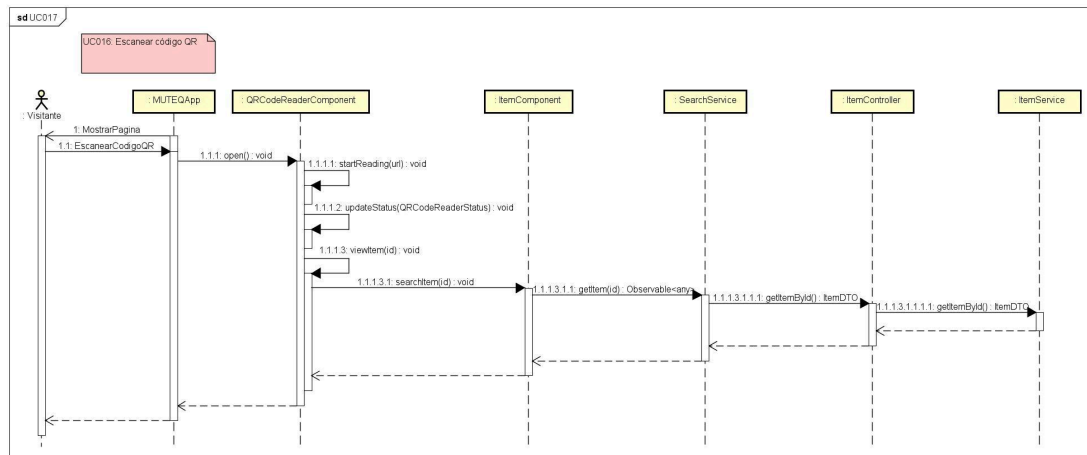 sd UC017
UC016: Escanear código QR
: Visitante
: MUTEQApp
: QRCodeReaderComponent
: ItemComponent
: SearchService
: ItemController
: ItemService
1: MostrarPagina
1.1: EscanearCodigoQR
1.1.1: open() : void
1.1.1.1: startReading(url) : void
1.1.1.2: updateStatus(QRCodeReaderStatus) : void
1.1.1.3: viewItem(id) : void
1.1.1.3.1: searchItem(id) : void
1.1.1.3.1.1: getItem(id) : Observable<any>
1.1.1.3.1.1.1: getItemById() : ItemDTO
1.1.1.3.1.1.1.1: getItemById() : ItemDTO